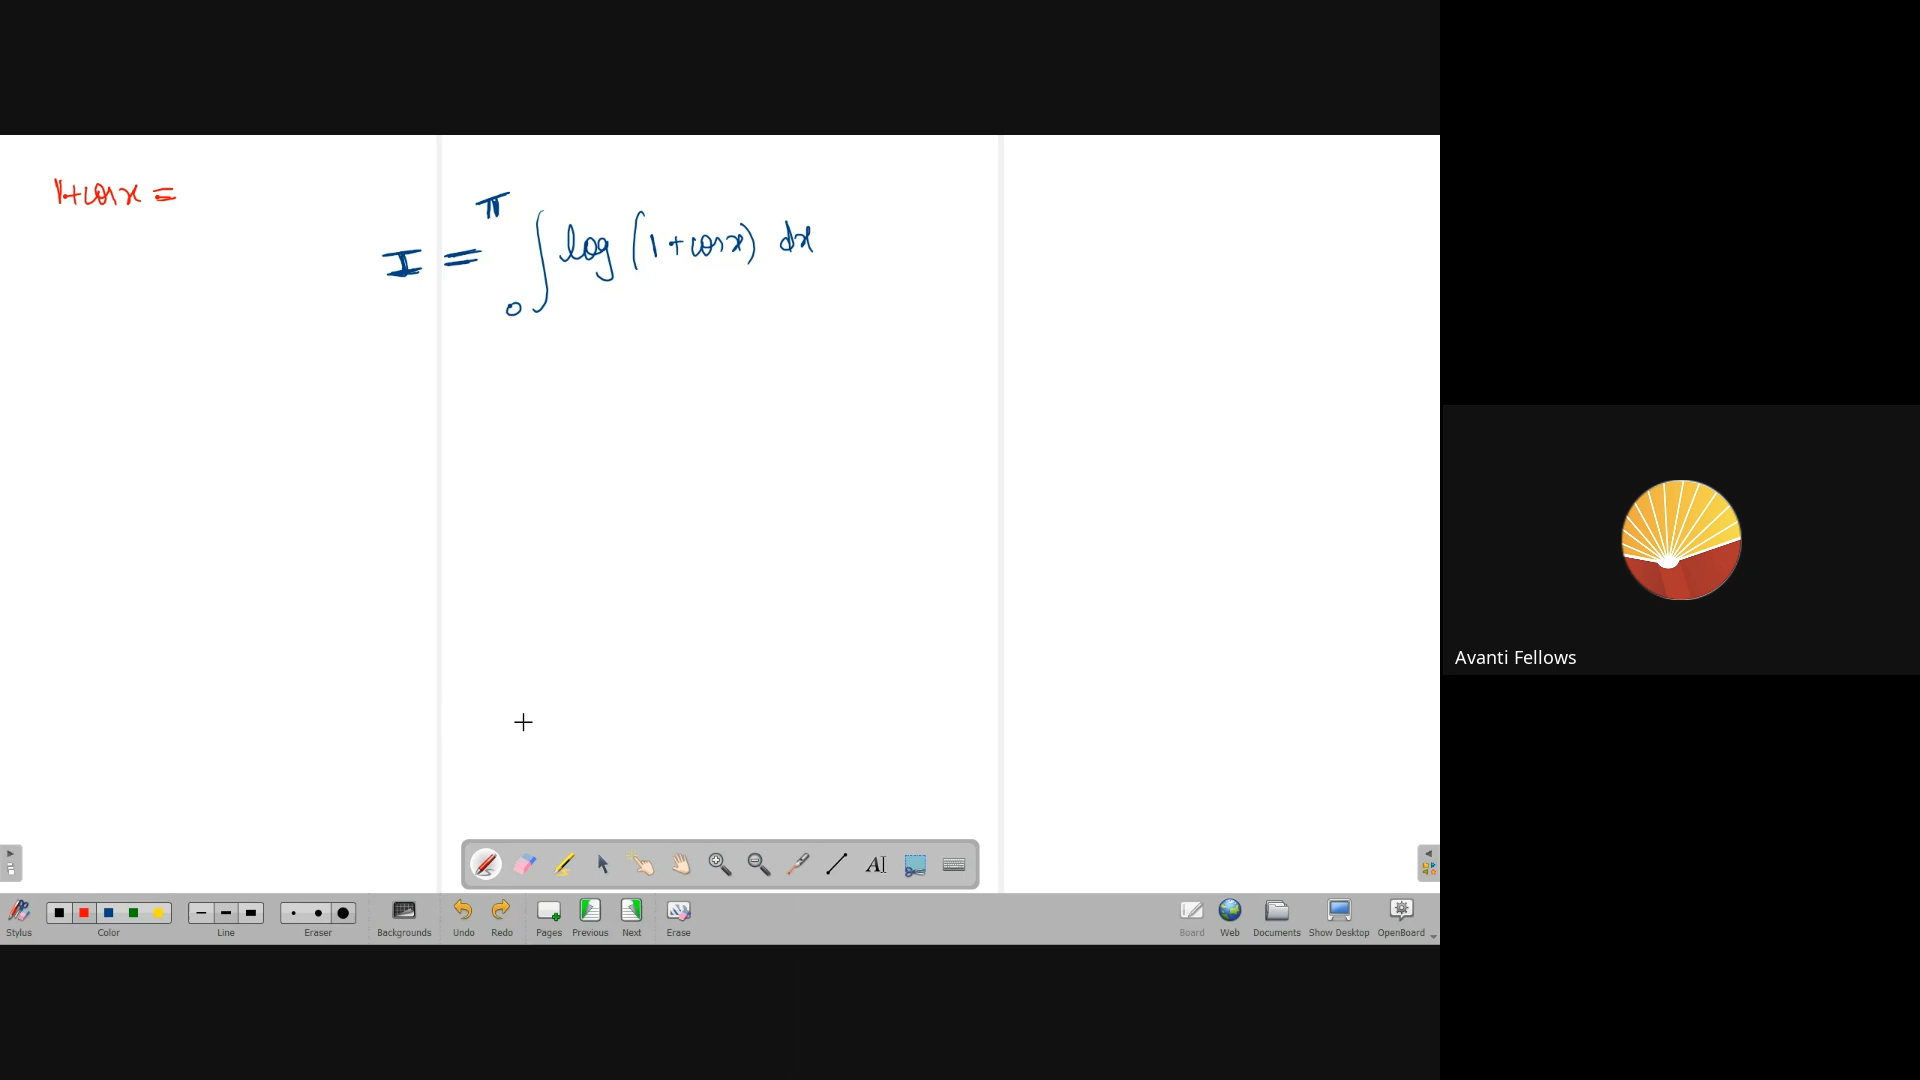 1+cos x =
I = ∫₀^π log (1+cos x) dx
Avanti Fellows
Stylus Color Line Eraser Backgrounds Undo Redo Pages Previous Next Erase Board Web Documents Show Desktop OpenBoard